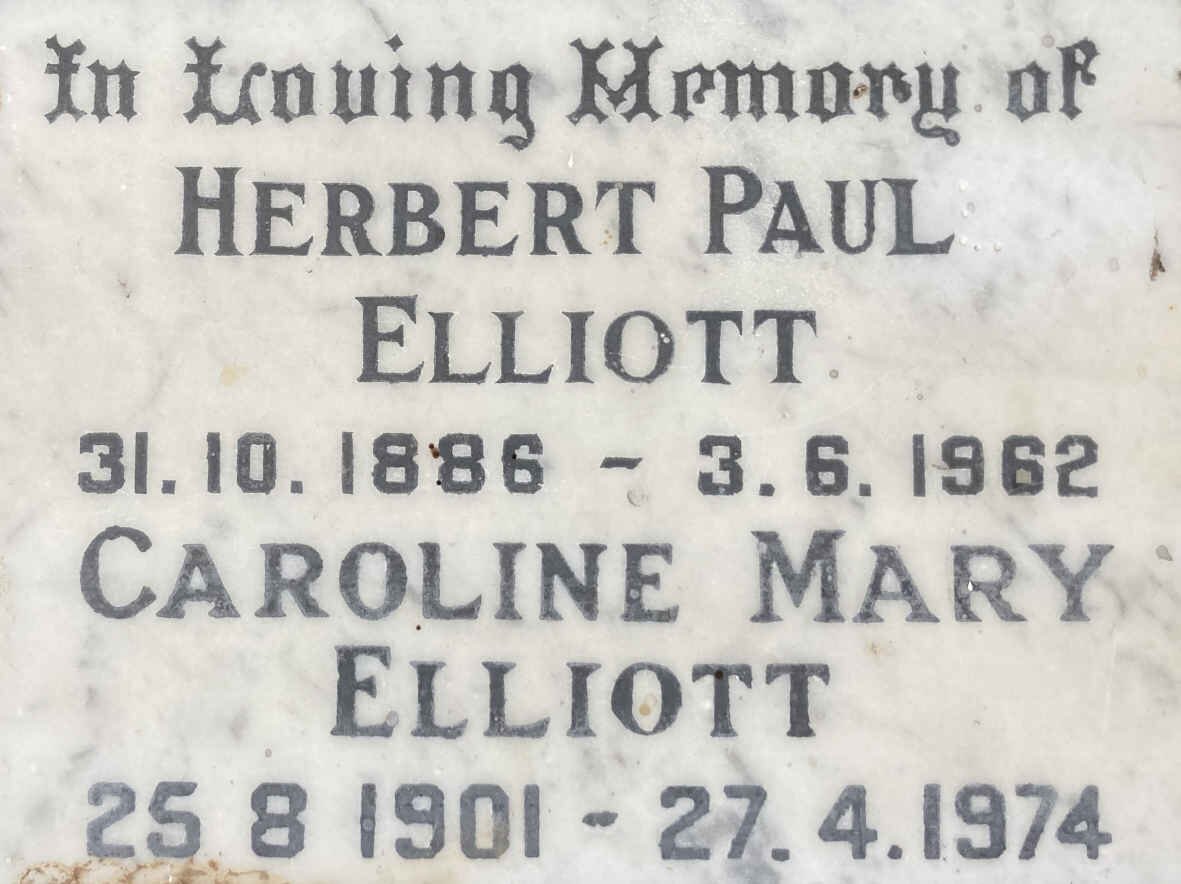 In Loving Memory of
HERBERT PAUL
ELLIOTT
31.10.1886 - 3.6.1962
CAROLINE MARY
ELLIOTT
25 8 1901 - 27.4.1974